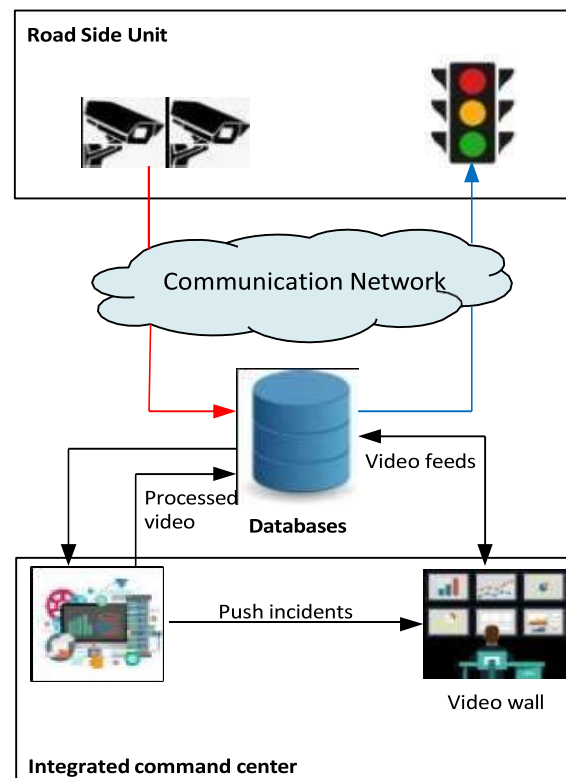 Road Side Unit
Communication Network
Video feeds
Processed
video
Databases
Push incidents
Video wall
Integrated command center